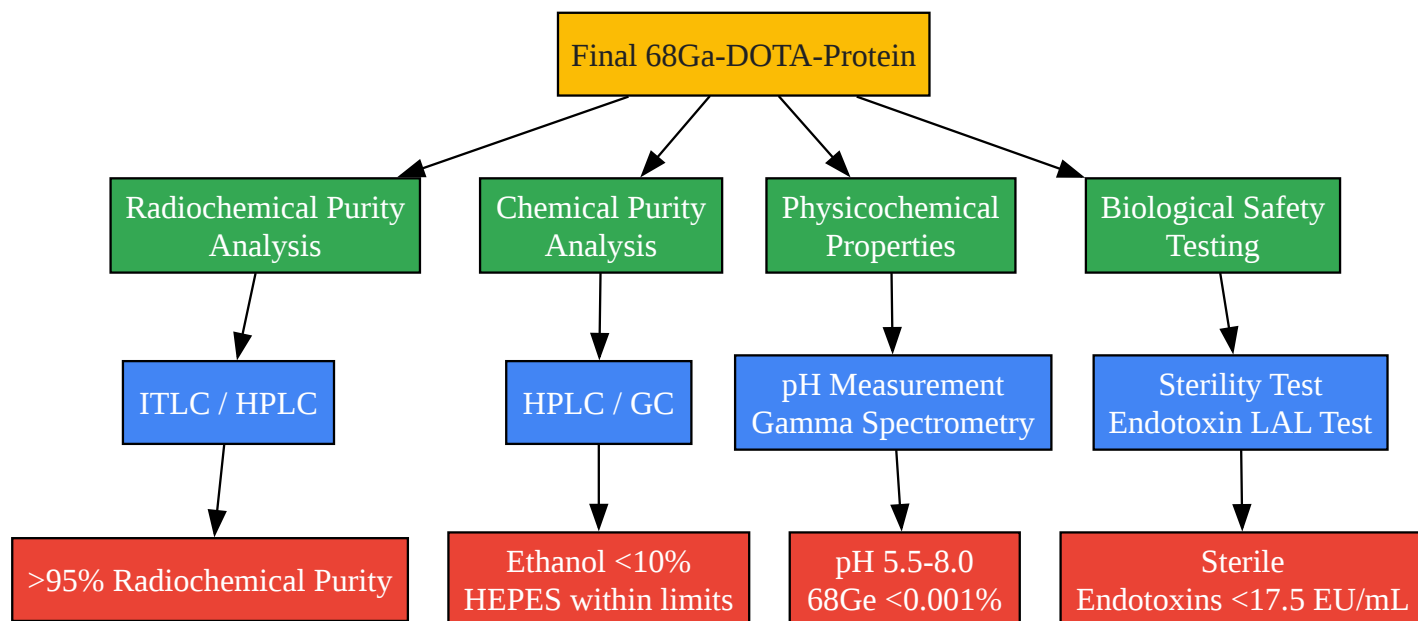 Final 68Ga-DOTA-Protein
Radiochemical Purity
Analysis
Chemical Purity
Analysis
Physicochemical
Properties
Biological Safety
Testing
ITLC / HPLC
HPLC / GC
pH Measurement
Gamma Spectrometry
Sterility Test
Endotoxin LAL Test
>95% Radiochemical Purity
Ethanol <10%
HEPES within limits
pH 5.5-8.0
68Ge <0.001%
Sterile
Endotoxins <17.5 EU/mL